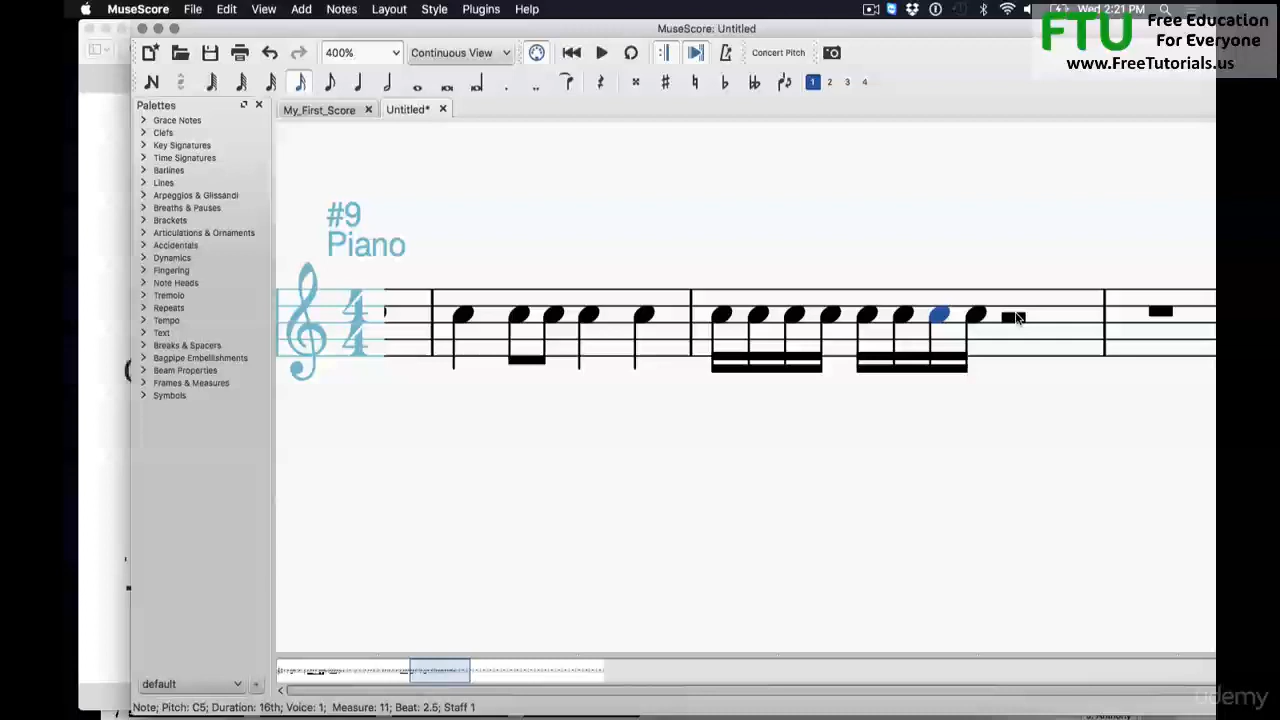 MuseScore File Edit View Add Notes Layout Style Plugins Help
Wed 2:21 PM
FTU Free Education
For Everyone
www.FreeTutorials.us
MuseScore: Untitled
400% Continuous View Concert Pitch
1 2 3 4
Palettes
My_First_Score Untitled*
Grace Notes
Clefs
Key Signatures
Time Signatures
Barlines
Lines
Arpeggios & Glissandi
Breaths & Pauses
Brackets
Articulations & Ornaments
Accidentals
Dynamics
Fingering
Note Heads
Tremolo
Repeats
Tempo
Text
Breaks & Spacers
Bagpipe Embellishments
Beam Properties
Frames & Measures
Symbols
#9
Piano
4
4
default
Note; Pitch: C5; Duration: 16th; Voice: 1; Measure: 11; Beat: 2.5; Staff 1
udemy